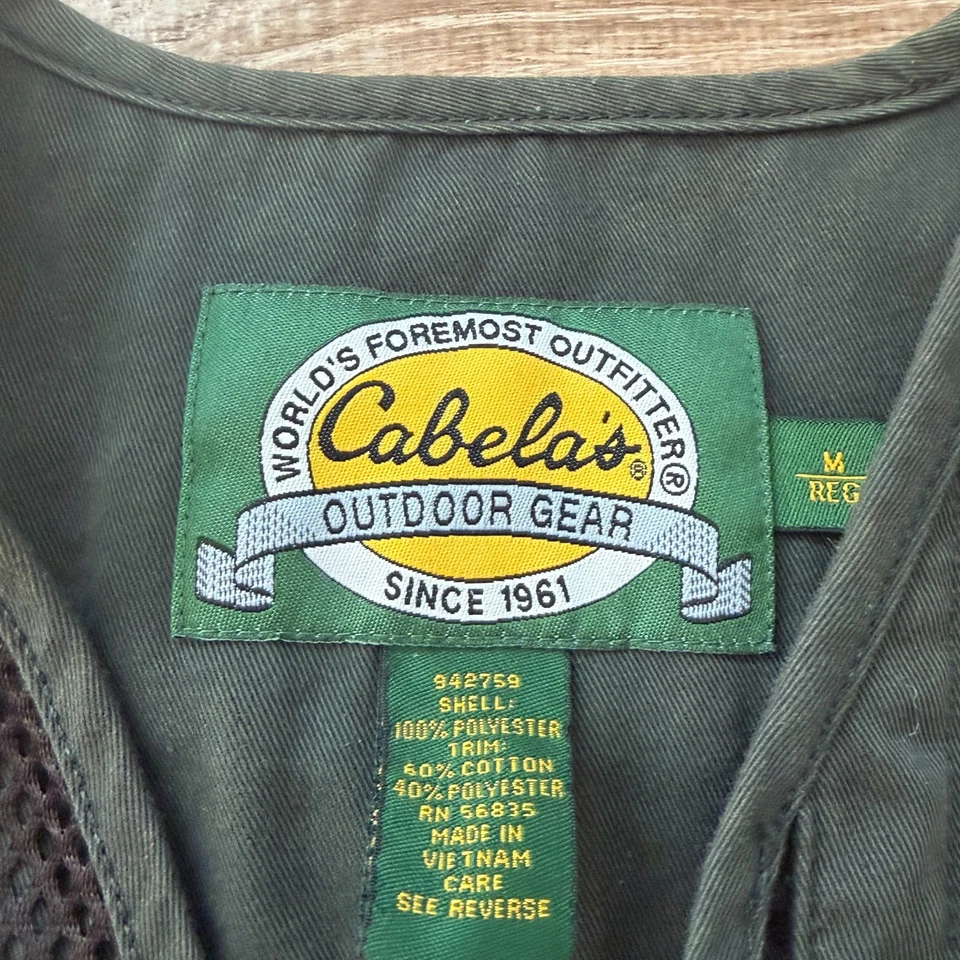 WORLD'S FOREMOST OUTFITTER®
Cabela's®
OUTDOOR GEAR
SINCE 1961
M
REG
942759
SHELL:
100% POLYESTER
TRIM:
60% COTTON
40% POLYESTER
RN 56835
MADE IN
VIETNAM
CARE
SEE REVERSE